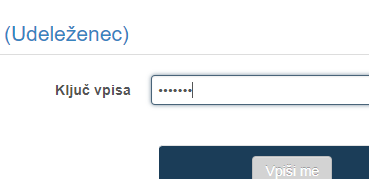 (Udeleženec)
Ključ vpisa •••••••
Vpiši me